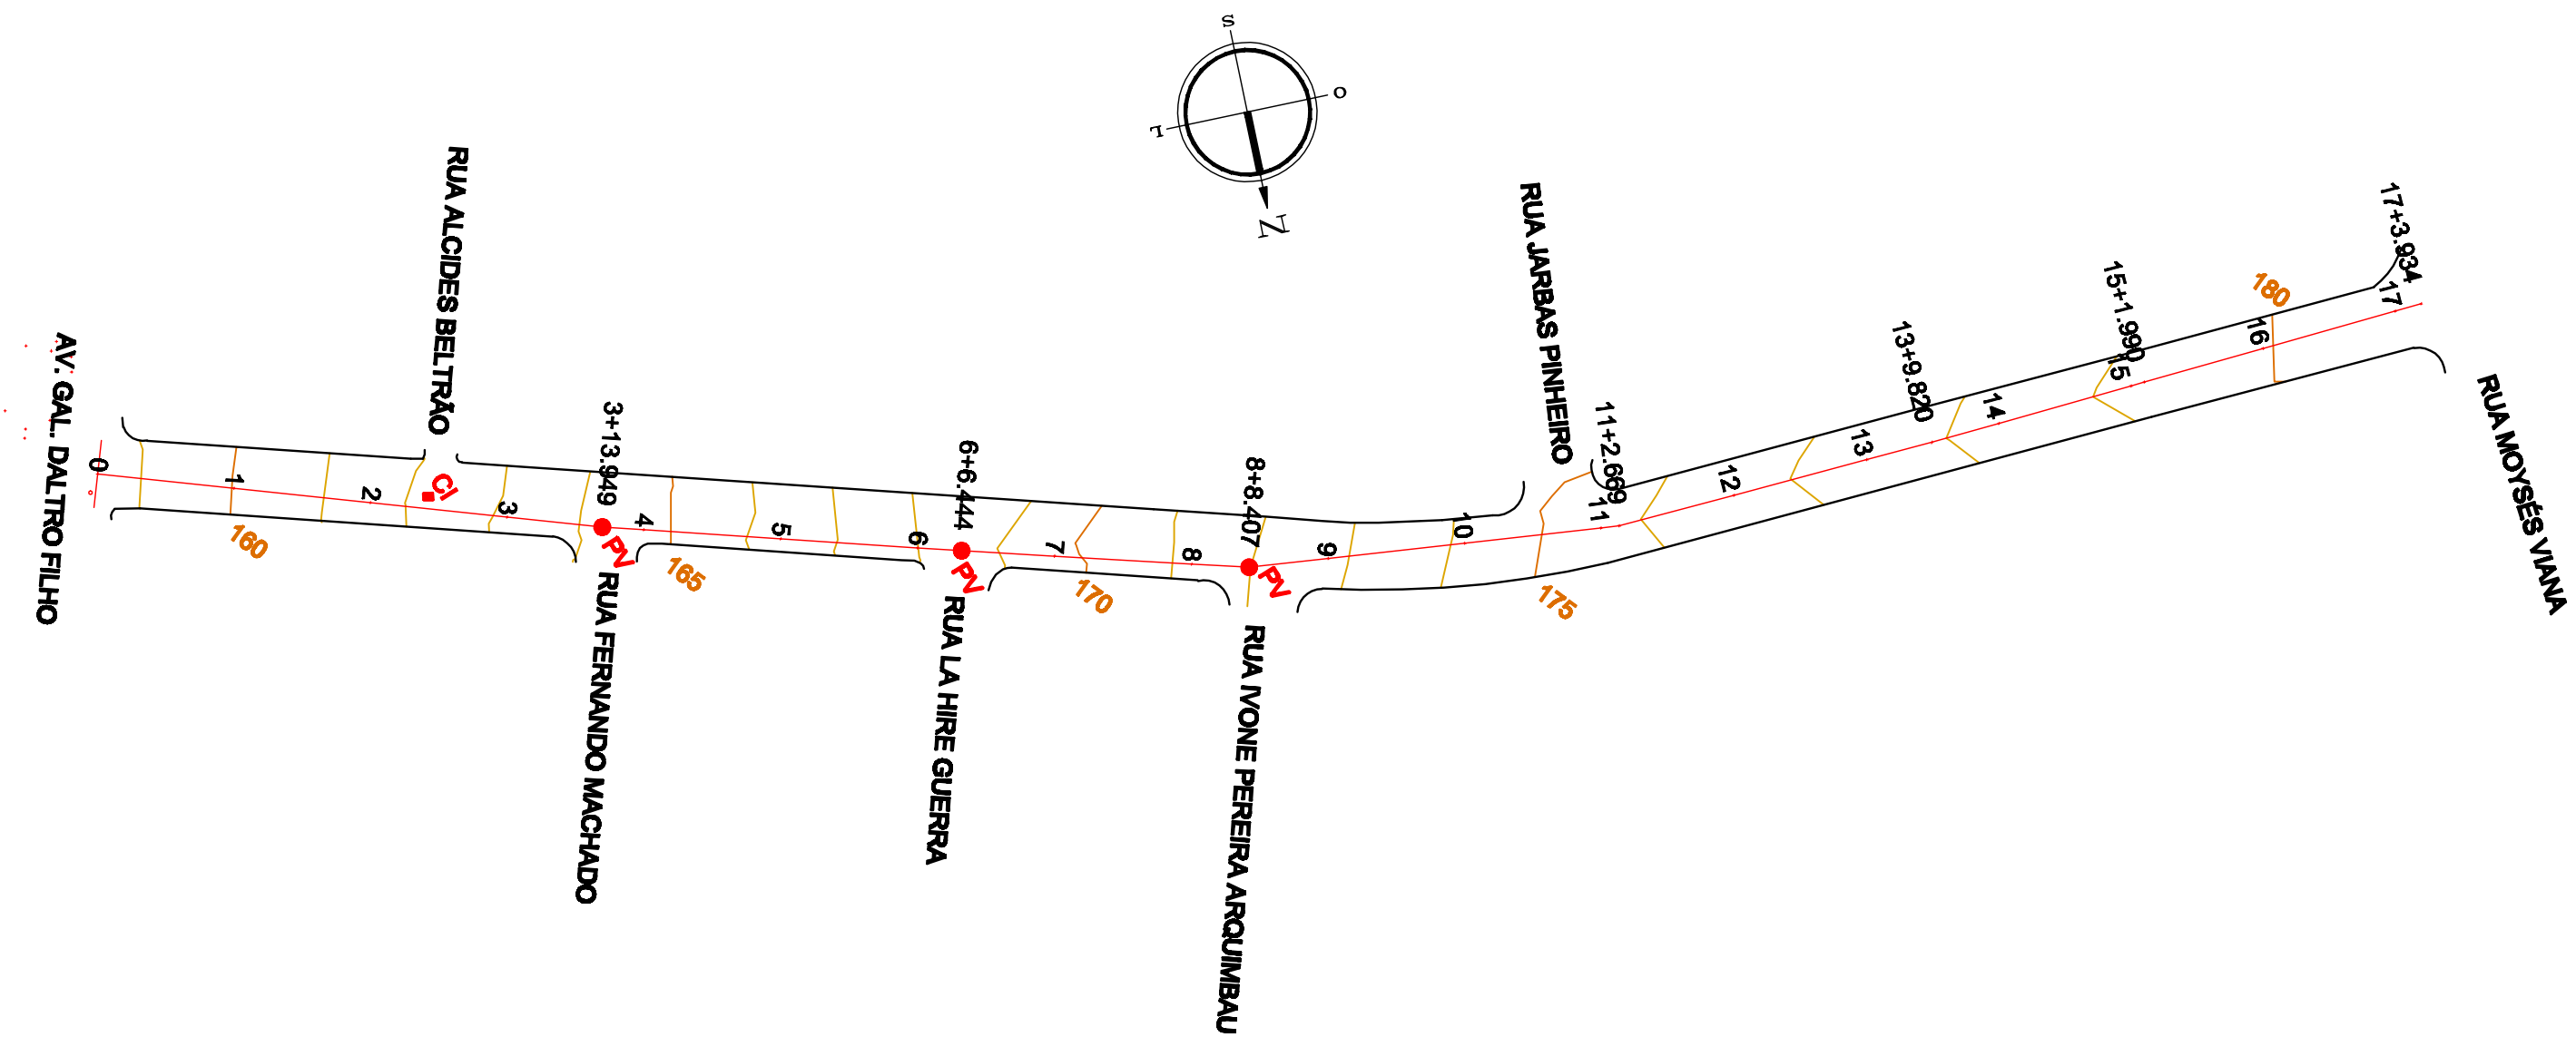 S
O
L
N
AV. GAL. DALTRO FILHO
RUA ALCIDES BELTRÃO
RUA FERNANDO MACHADO
RUA LA HIRE GUERRA
RUA IVONE PEREIRA ARQUIMBAU
RUA JARBAS PINHEIRO
RUA MOYSÉS VIANA
0
1
2
CI
3
3+13.949
PV
4
5
6
6+6.444
PV
7
8
8+8.407
PV
9
10
11
11+2.669
12
13
13+9.820
14
15
15+1.990
16
17
17+3.934
160
165
170
175
180